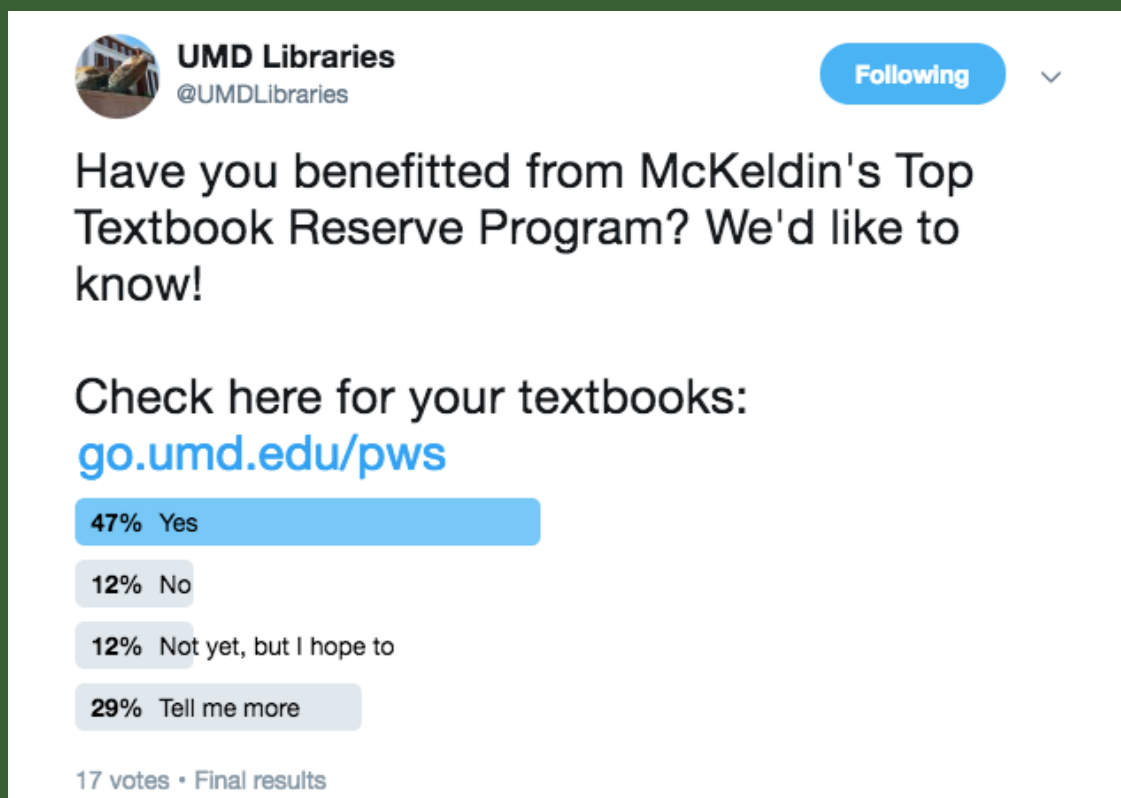 UMD Libraries
@UMDLibraries
Following
Have you benefitted from McKeldin's Top
Textbook Reserve Program? We'd like to
know!
Check here for your textbooks:
go.umd.edu/pws
47% Yes
12% No
12% Not yet, but I hope to
29% Tell me more
17 votes • Final results